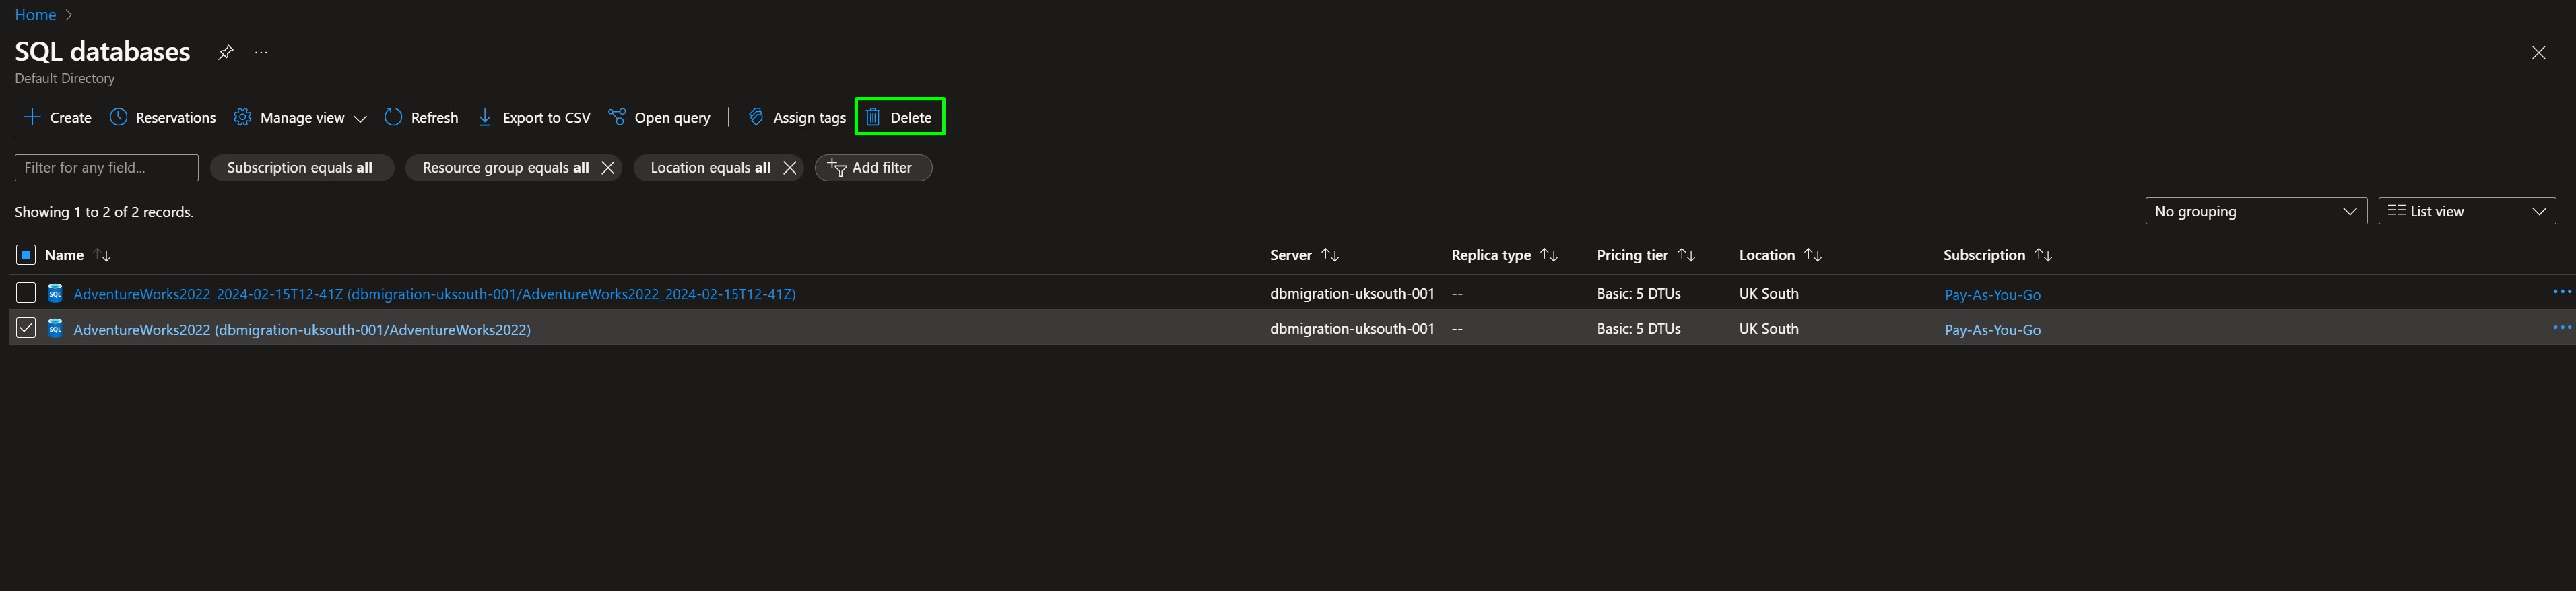 Home
SQL databases
Default Directory
Create Reservations Manage view Refresh Export to CSV Open query Assign tags Delete
Filter for any field... Subscription equals all Resource group equals all Location equals all Add filter
Showing 1 to 2 of 2 records. No grouping List view
Name Server Replica type Pricing tier Location Subscription
SQL AdventureWorks2022_2024-02-15T12-41Z (dbmigration-uksouth-001/AdventureWorks2022_2024-02-15T12-41Z) dbmigration-uksouth-001 -- Basic: 5 DTUs UK South Pay-As-You-Go
SQL AdventureWorks2022 (dbmigration-uksouth-001/AdventureWorks2022) dbmigration-uksouth-001 -- Basic: 5 DTUs UK South Pay-As-You-Go